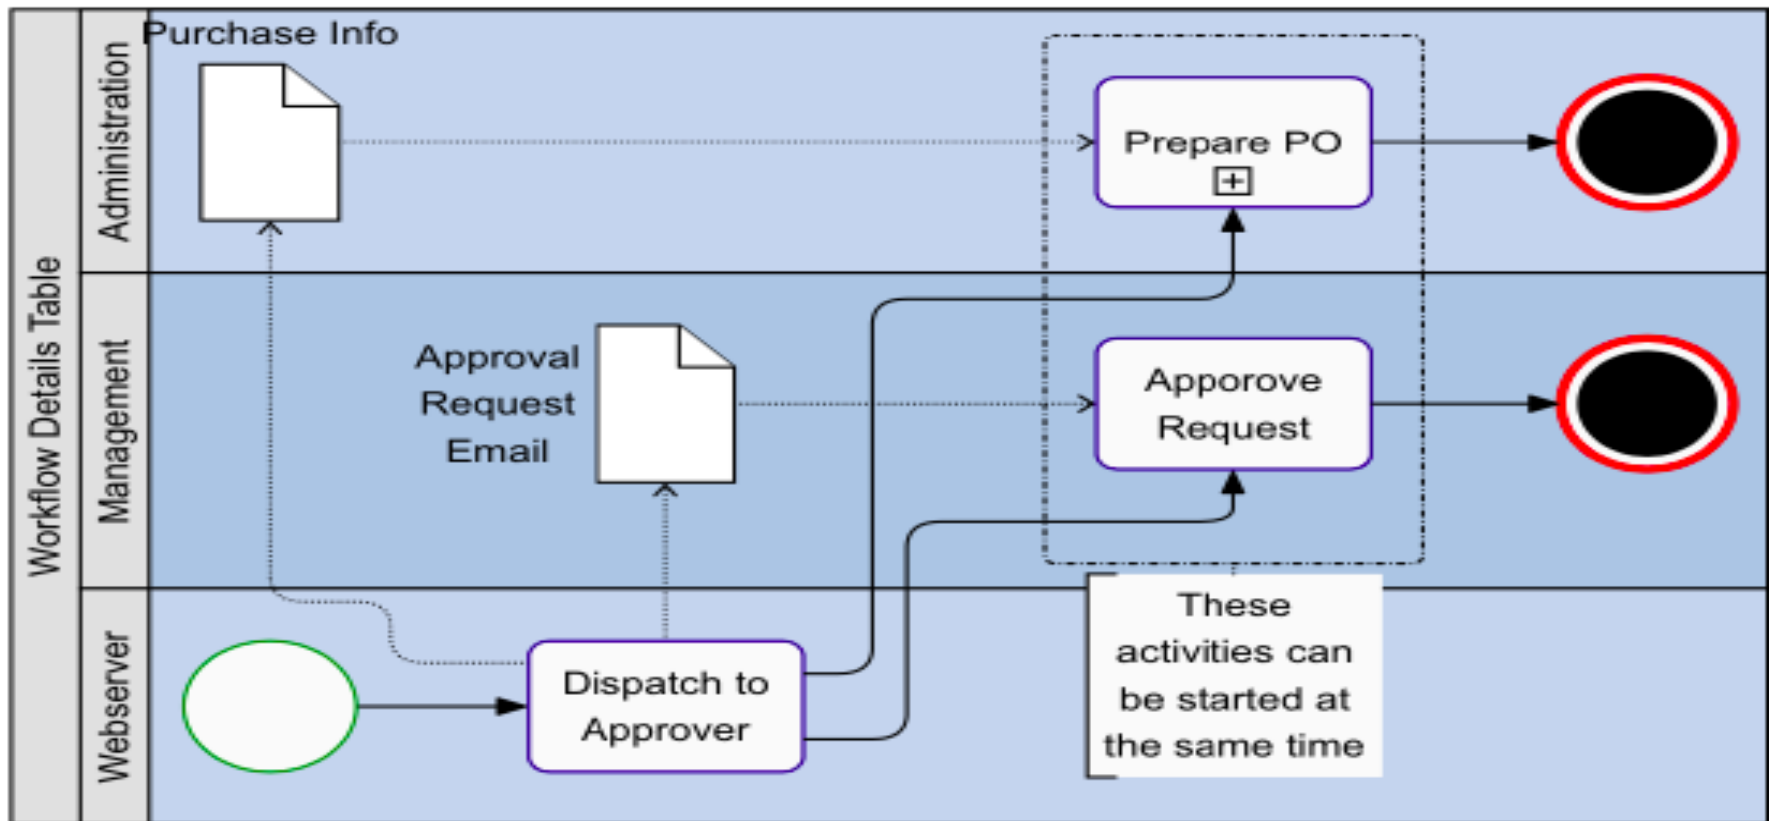 Workflow Details Table
Administration
Purchase Info
Prepare PO
Management
Approval
Request
Email
Apporove
Request
Webserver
Dispatch to
Approver
These
activities can
be started at
the same time